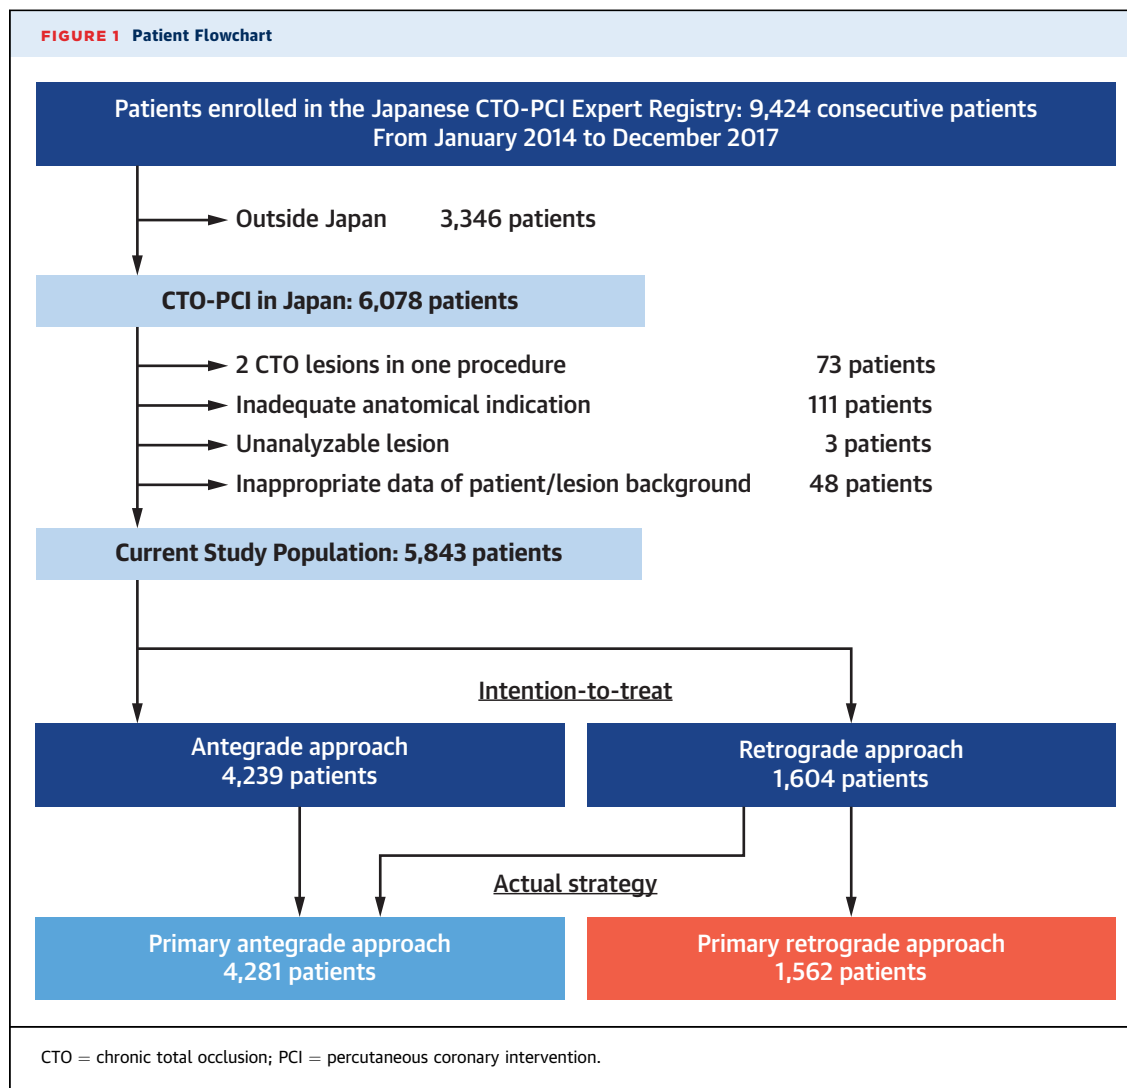 FIGURE 1 Patient Flowchart
Patients enrolled in the Japanese CTO-PCI Expert Registry: 9,424 consecutive patients
From January 2014 to December 2017
Outside Japan 3,346 patients
CTO-PCI in Japan: 6,078 patients
2 CTO lesions in one procedure 73 patients
Inadequate anatomical indication 111 patients
Unanalyzable lesion 3 patients
Inappropriate data of patient/lesion background 48 patients
Current Study Population: 5,843 patients
Intention-to-treat
Antegrade approach
4,239 patients
Retrograde approach
1,604 patients
Actual strategy
Primary antegrade approach
4,281 patients
Primary retrograde approach
1,562 patients
CTO = chronic total occlusion; PCI = percutaneous coronary intervention.